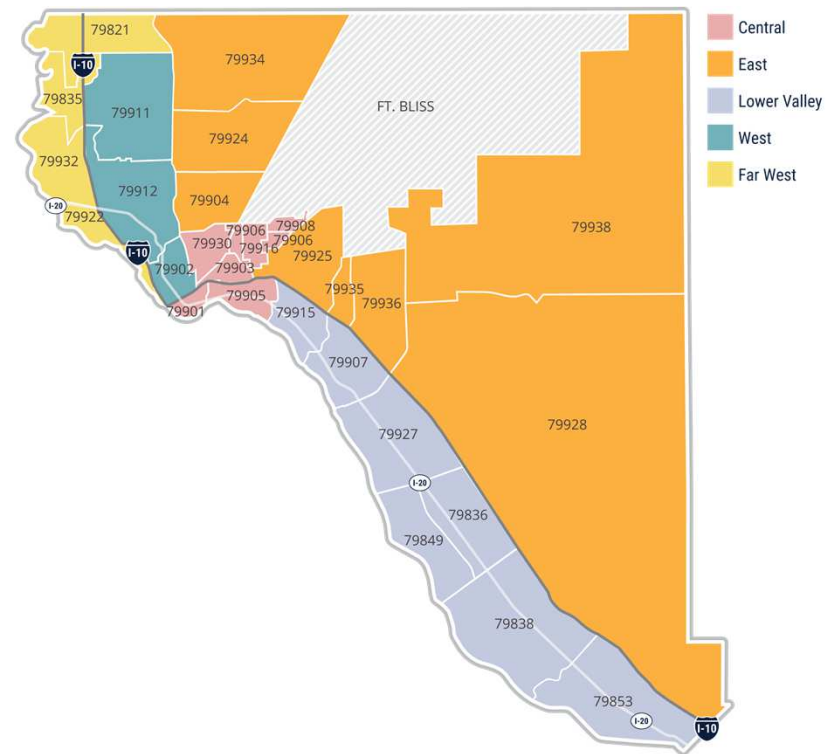 79821
Central
I-10
79934
East
79835
FT. BLISS
Lower Valley
79911
West
79924
79932
Far West
79912
79904
I-20
79922
79906
79908
79938
79930
79906
79916
I-10
79925
79902
79903
79935
79905
79936
79901
79915
79907
79928
79927
I-20
79836
79849
79838
79853
I-20
I-10